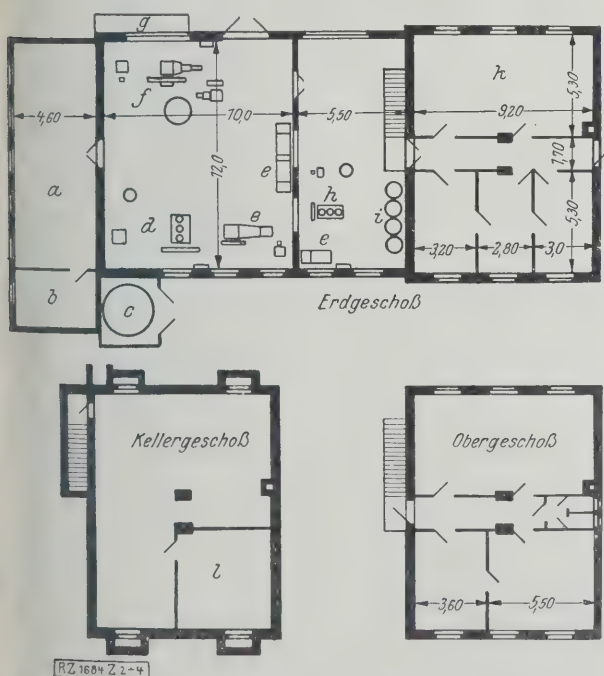 g
f
4,60
10,0
5,50
12,0
h
9,20
5,30
1,70
5,30
a
e
d
e
h
i
e
3,20
2,80
3,0
b
c
Erdgeschoß
Kellergeschoß
l
Obergeschoß
3,60
5,50
RZ 1684 Z 2-4